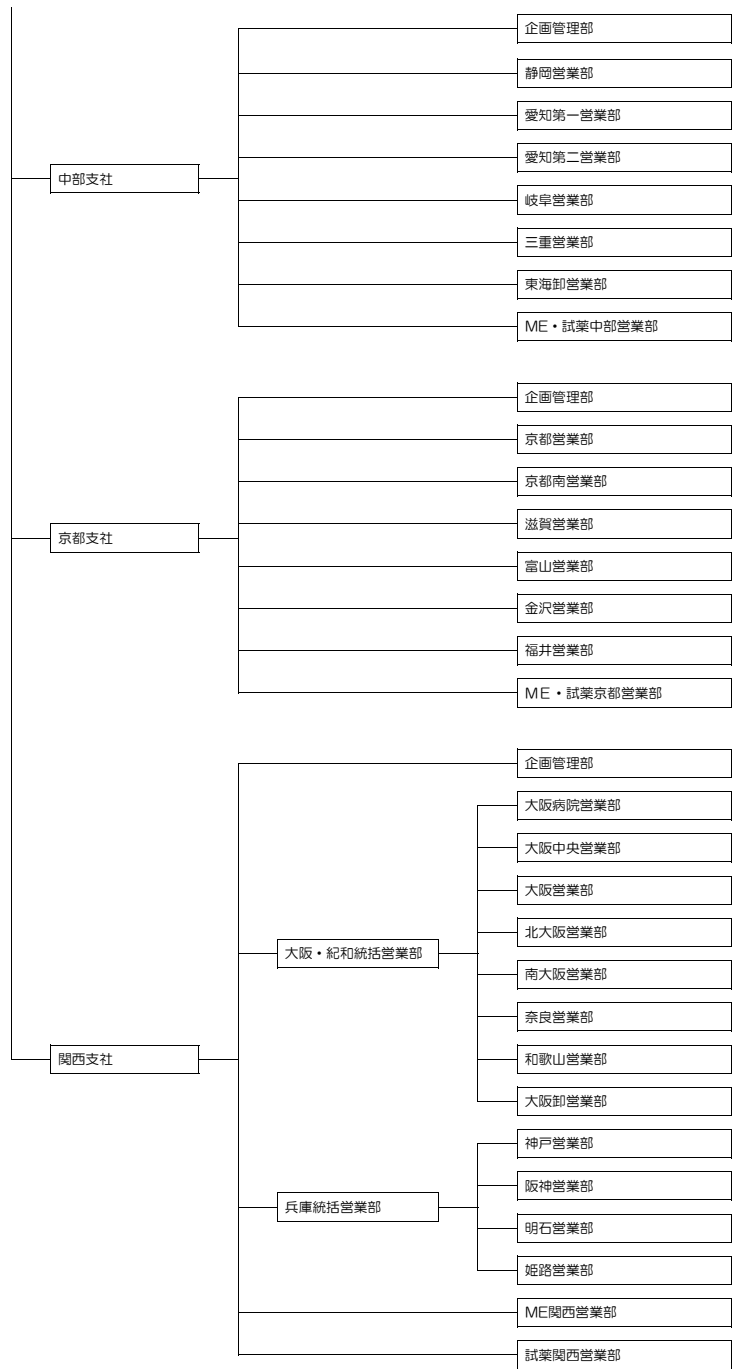 中部支社
企画管理部
静岡営業部
愛知第一営業部
愛知第二営業部
岐阜営業部
三重営業部
東海卸営業部
ME・試薬中部営業部
京都支社
企画管理部
京都営業部
京都南営業部
滋賀営業部
富山営業部
金沢営業部
福井営業部
ＭＥ・試薬京都営業部
関西支社
企画管理部
大阪・紀和統括営業部
大阪病院営業部
大阪中央営業部
大阪営業部
北大阪営業部
南大阪営業部
奈良営業部
和歌山営業部
大阪卸営業部
兵庫統括営業部
神戸営業部
阪神営業部
明石営業部
姫路営業部
ME関西営業部
試薬関西営業部